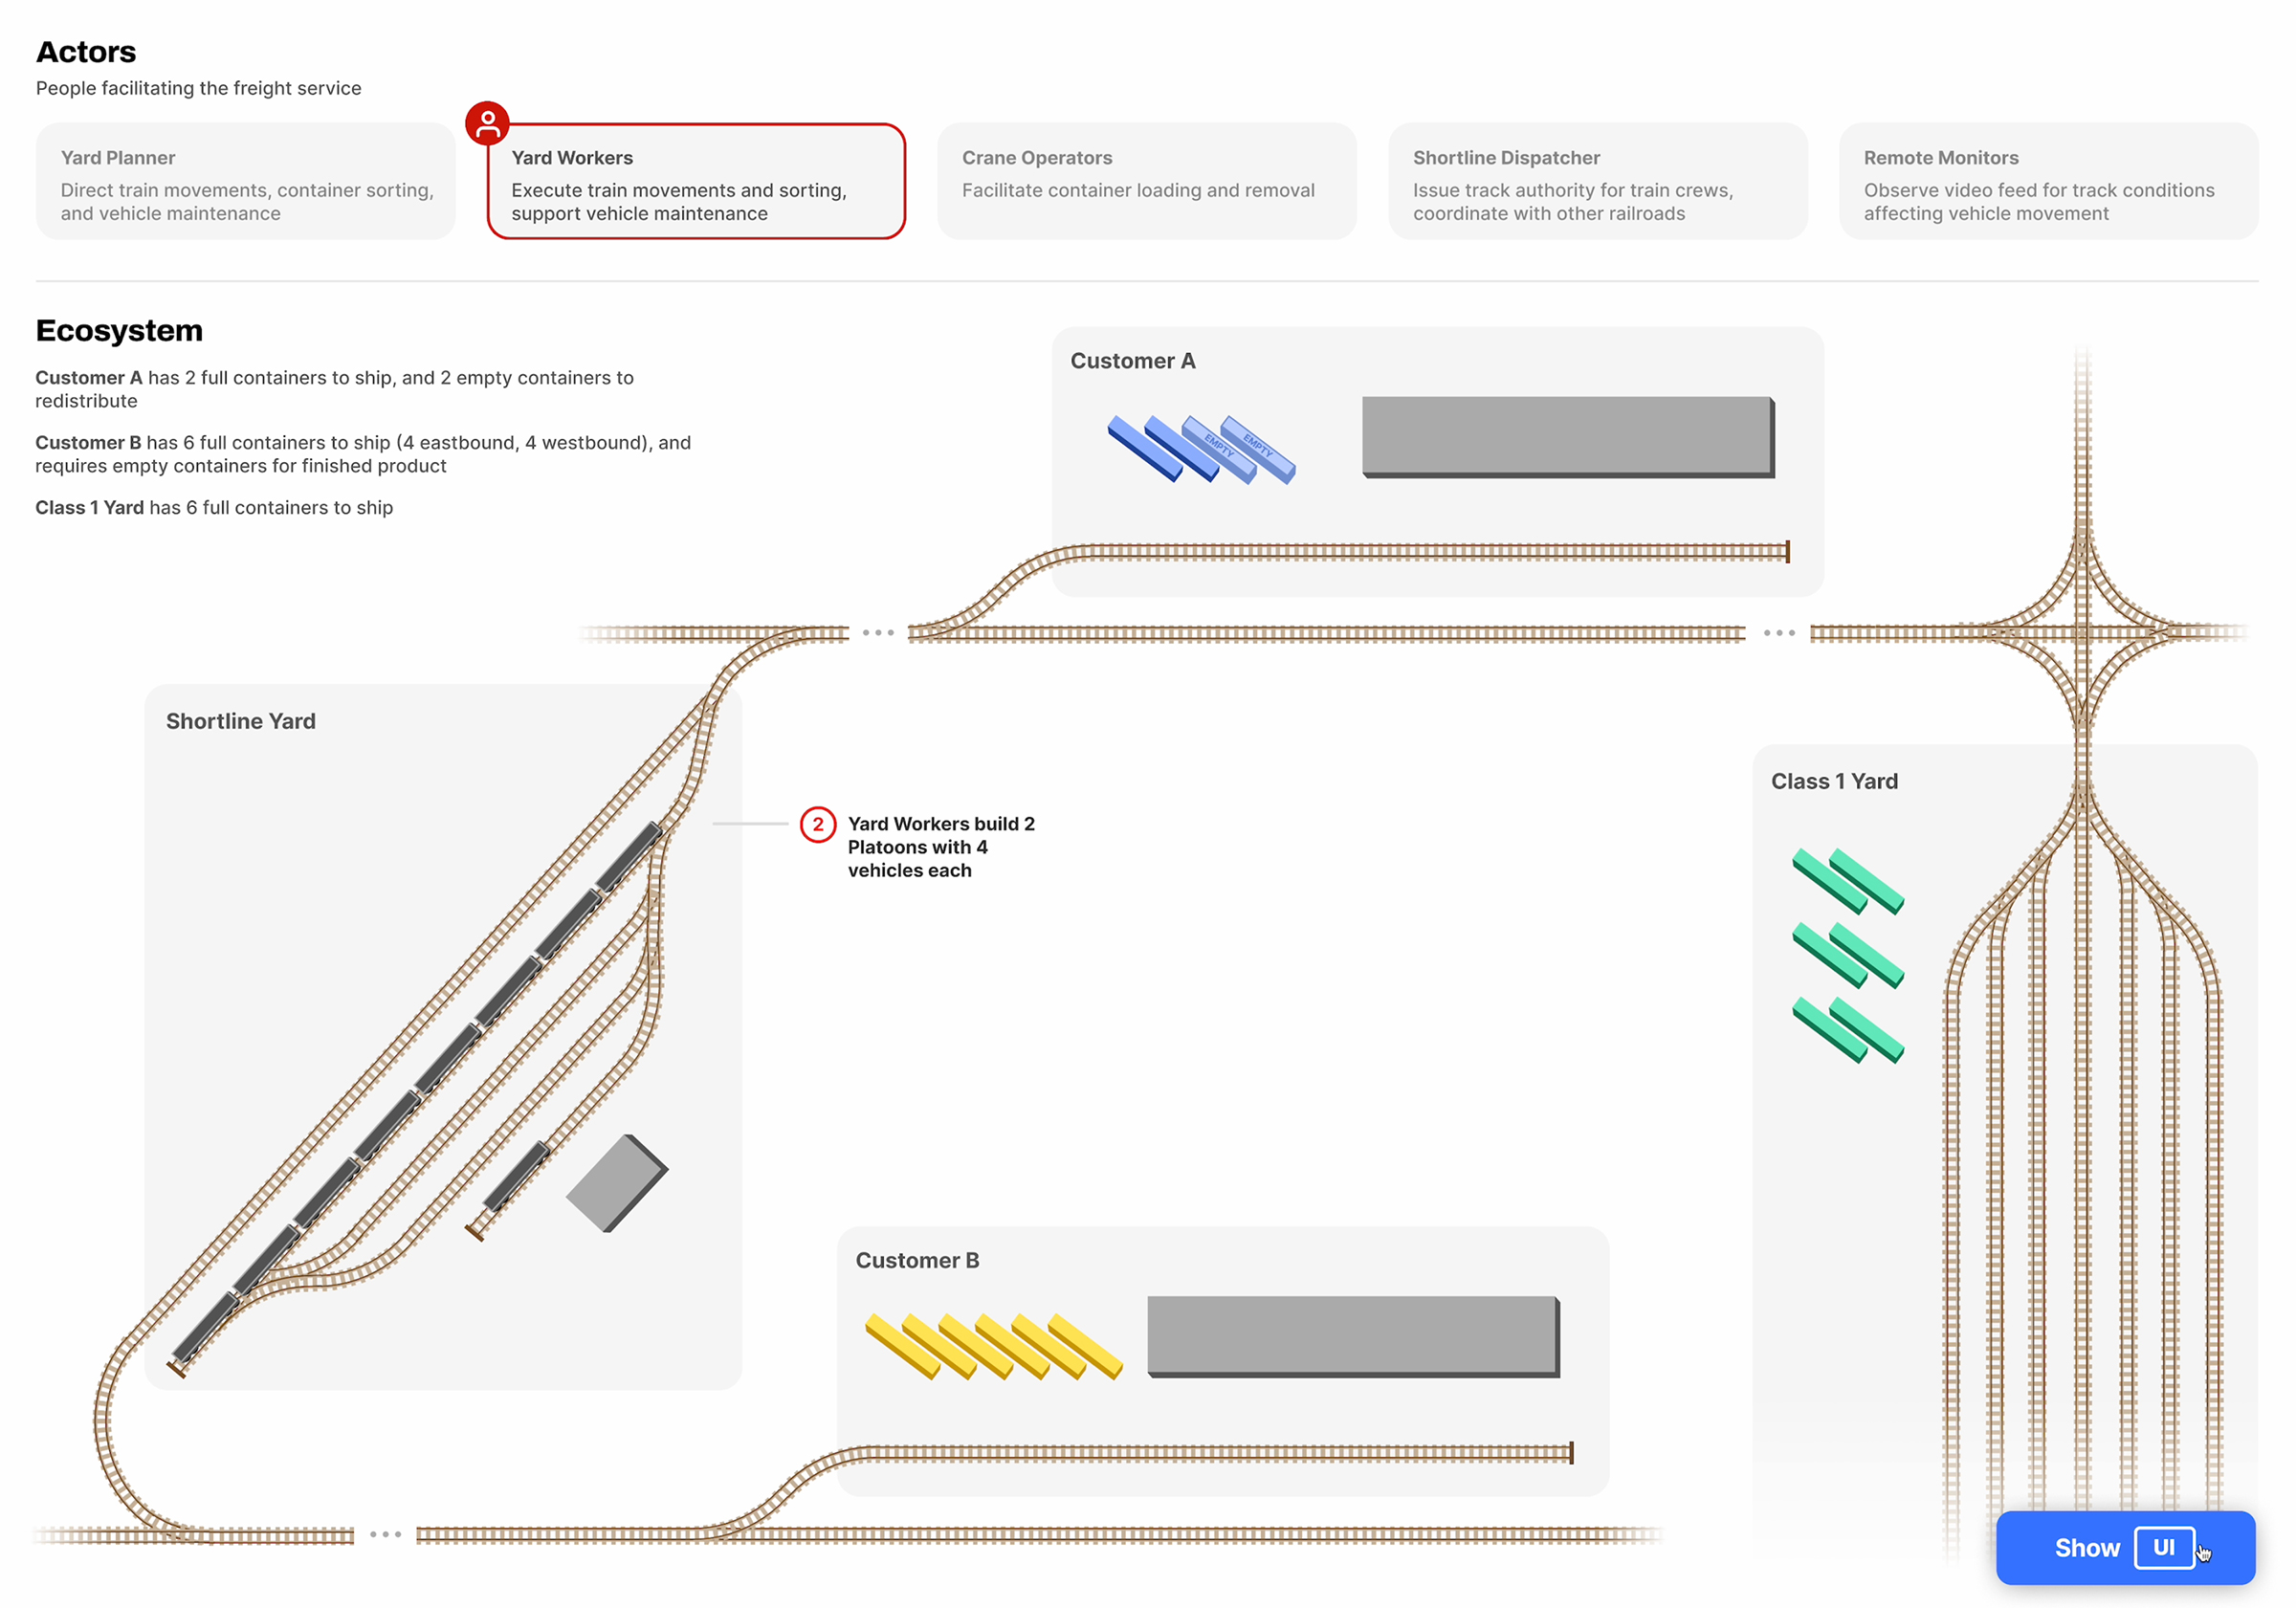 Actors
People facilitating the freight service
Yard Planner
Direct train movements, container sorting,
and vehicle maintenance
Yard Workers
Execute train movements and sorting,
support vehicle maintenance
Crane Operators
Facilitate container loading and removal
Shortline Dispatcher
Issue track authority for train crews,
coordinate with other railroads
Remote Monitors
Observe video feed for track conditions
affecting vehicle movement
Ecosystem
Customer A has 2 full containers to ship, and 2 empty containers to
redistribute
Customer B has 6 full containers to ship (4 eastbound, 4 westbound), and
requires empty containers for finished product
Class 1 Yard has 6 full containers to ship
Customer A
EMPTY
EMPTY
Shortline Yard
2
Yard Workers build 2
Platoons with 4
vehicles each
Class 1 Yard
Customer B
Show UI